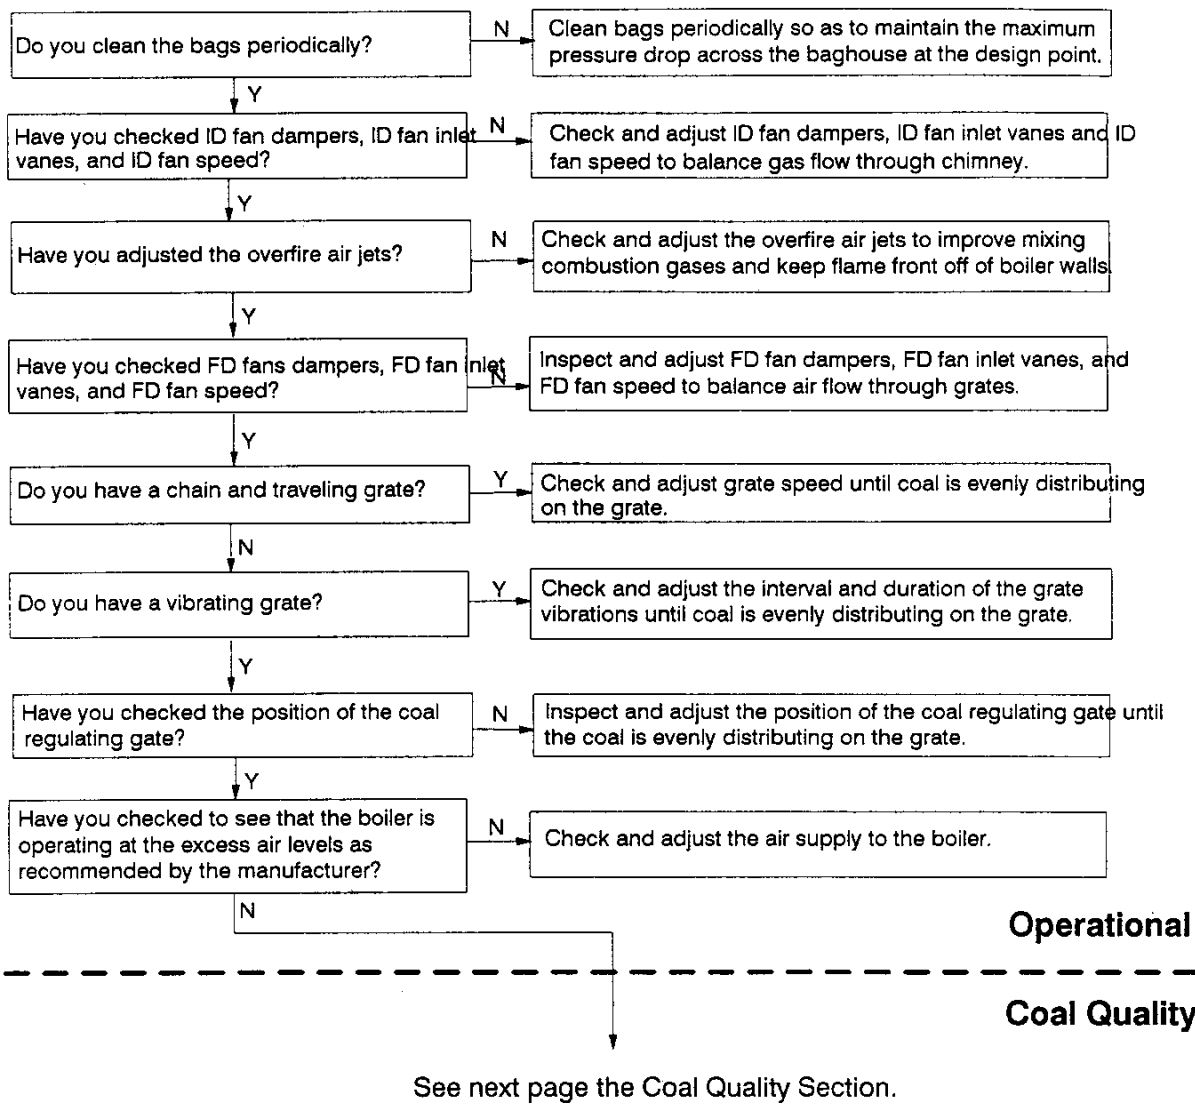 Do you clean the bags periodically?
N
Clean bags periodically so as to maintain the maximum
pressure drop across the baghouse at the design point.
Y
Have you checked ID fan dampers, ID fan inlet
vanes, and ID fan speed?
N
Check and adjust ID fan dampers, ID fan inlet vanes and ID
fan speed to balance gas flow through chimney.
Y
Have you adjusted the overfire air jets?
N
Check and adjust the overfire air jets to improve mixing
combustion gases and keep flame front off of boiler walls.
Y
Have you checked FD fans dampers, FD fan inlet
vanes, and FD fan speed?
N
Inspect and adjust FD fan dampers, FD fan inlet vanes, and
FD fan speed to balance air flow through grates.
Y
Do you have a chain and traveling grate?
Y
Check and adjust grate speed until coal is evenly distributing
on the grate.
N
Do you have a vibrating grate?
Y
Check and adjust the interval and duration of the grate
vibrations until coal is evenly distributing on the grate.
Y
Have you checked the position of the coal
regulating gate?
N
Inspect and adjust the position of the coal regulating gate until
the coal is evenly distributing on the grate.
Y
Have you checked to see that the boiler is
operating at the excess air levels as
recommended by the manufacturer?
N
Check and adjust the air supply to the boiler.
N
Operational
Coal Quality
See next page the Coal Quality Section.